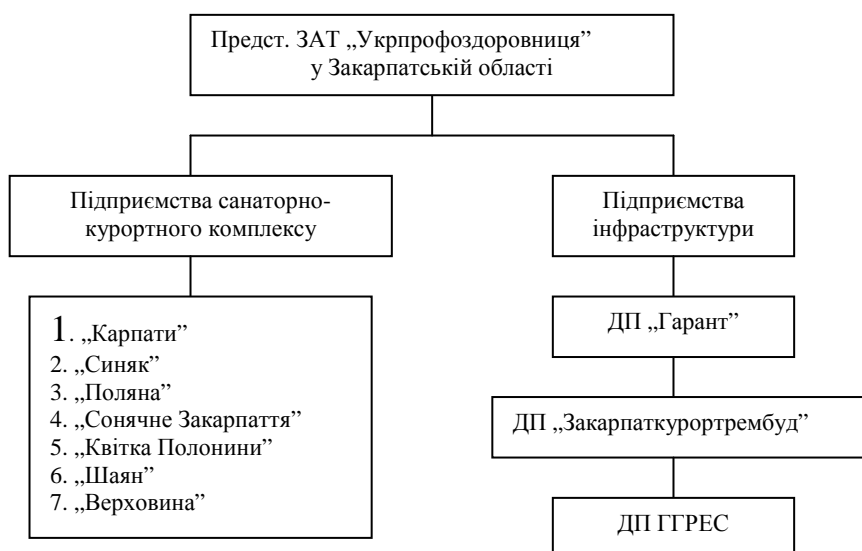 Предст. ЗАТ „Укрпрофоздоровниця”
у Закарпатській області
Підприємства санаторно-
курортного комплексу
Підприємства
інфраструктури
1. „Карпати”
2. „Синяк”
3. „Поляна”
4. „Сонячне Закарпаття”
5. „Квітка Полонини”
6. „Шаян”
7. „Верховина”
ДП „Гарант”
ДП „Закарпаткурортрембуд”
ДП ГГРЕС